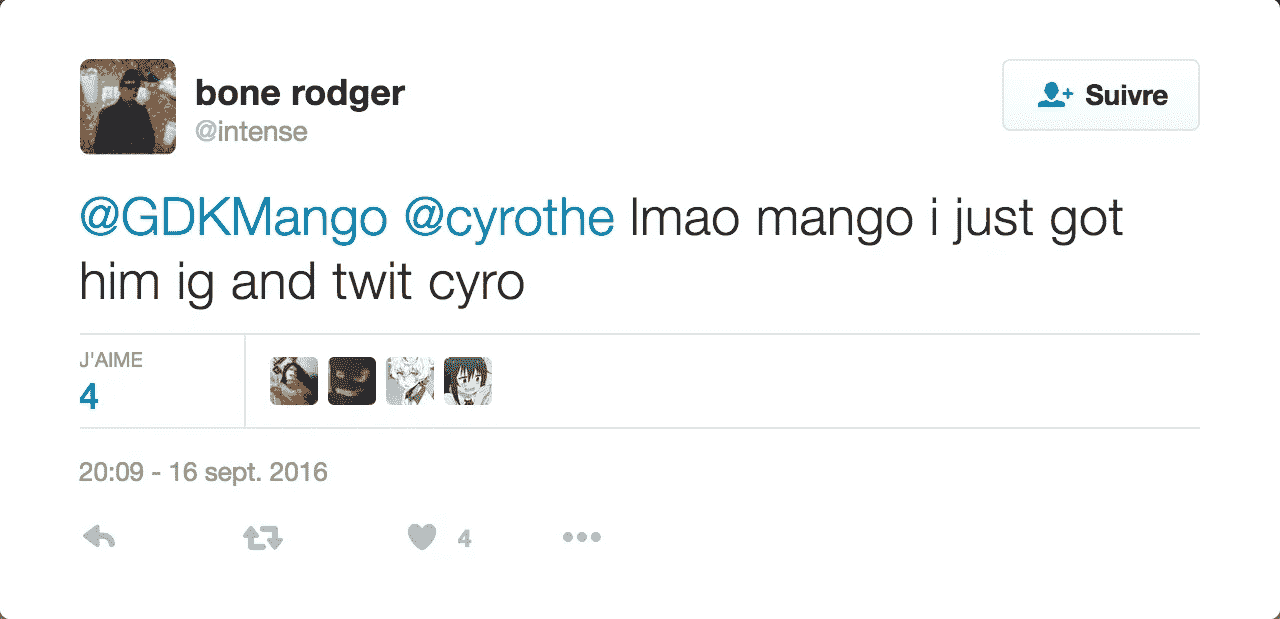 bone rodger
@intense
Suivre
@GDKMango @cyrothe lmao mango i just got
him ig and twit cyro
J'AIME
4
20:09 - 16 sept. 2016
4